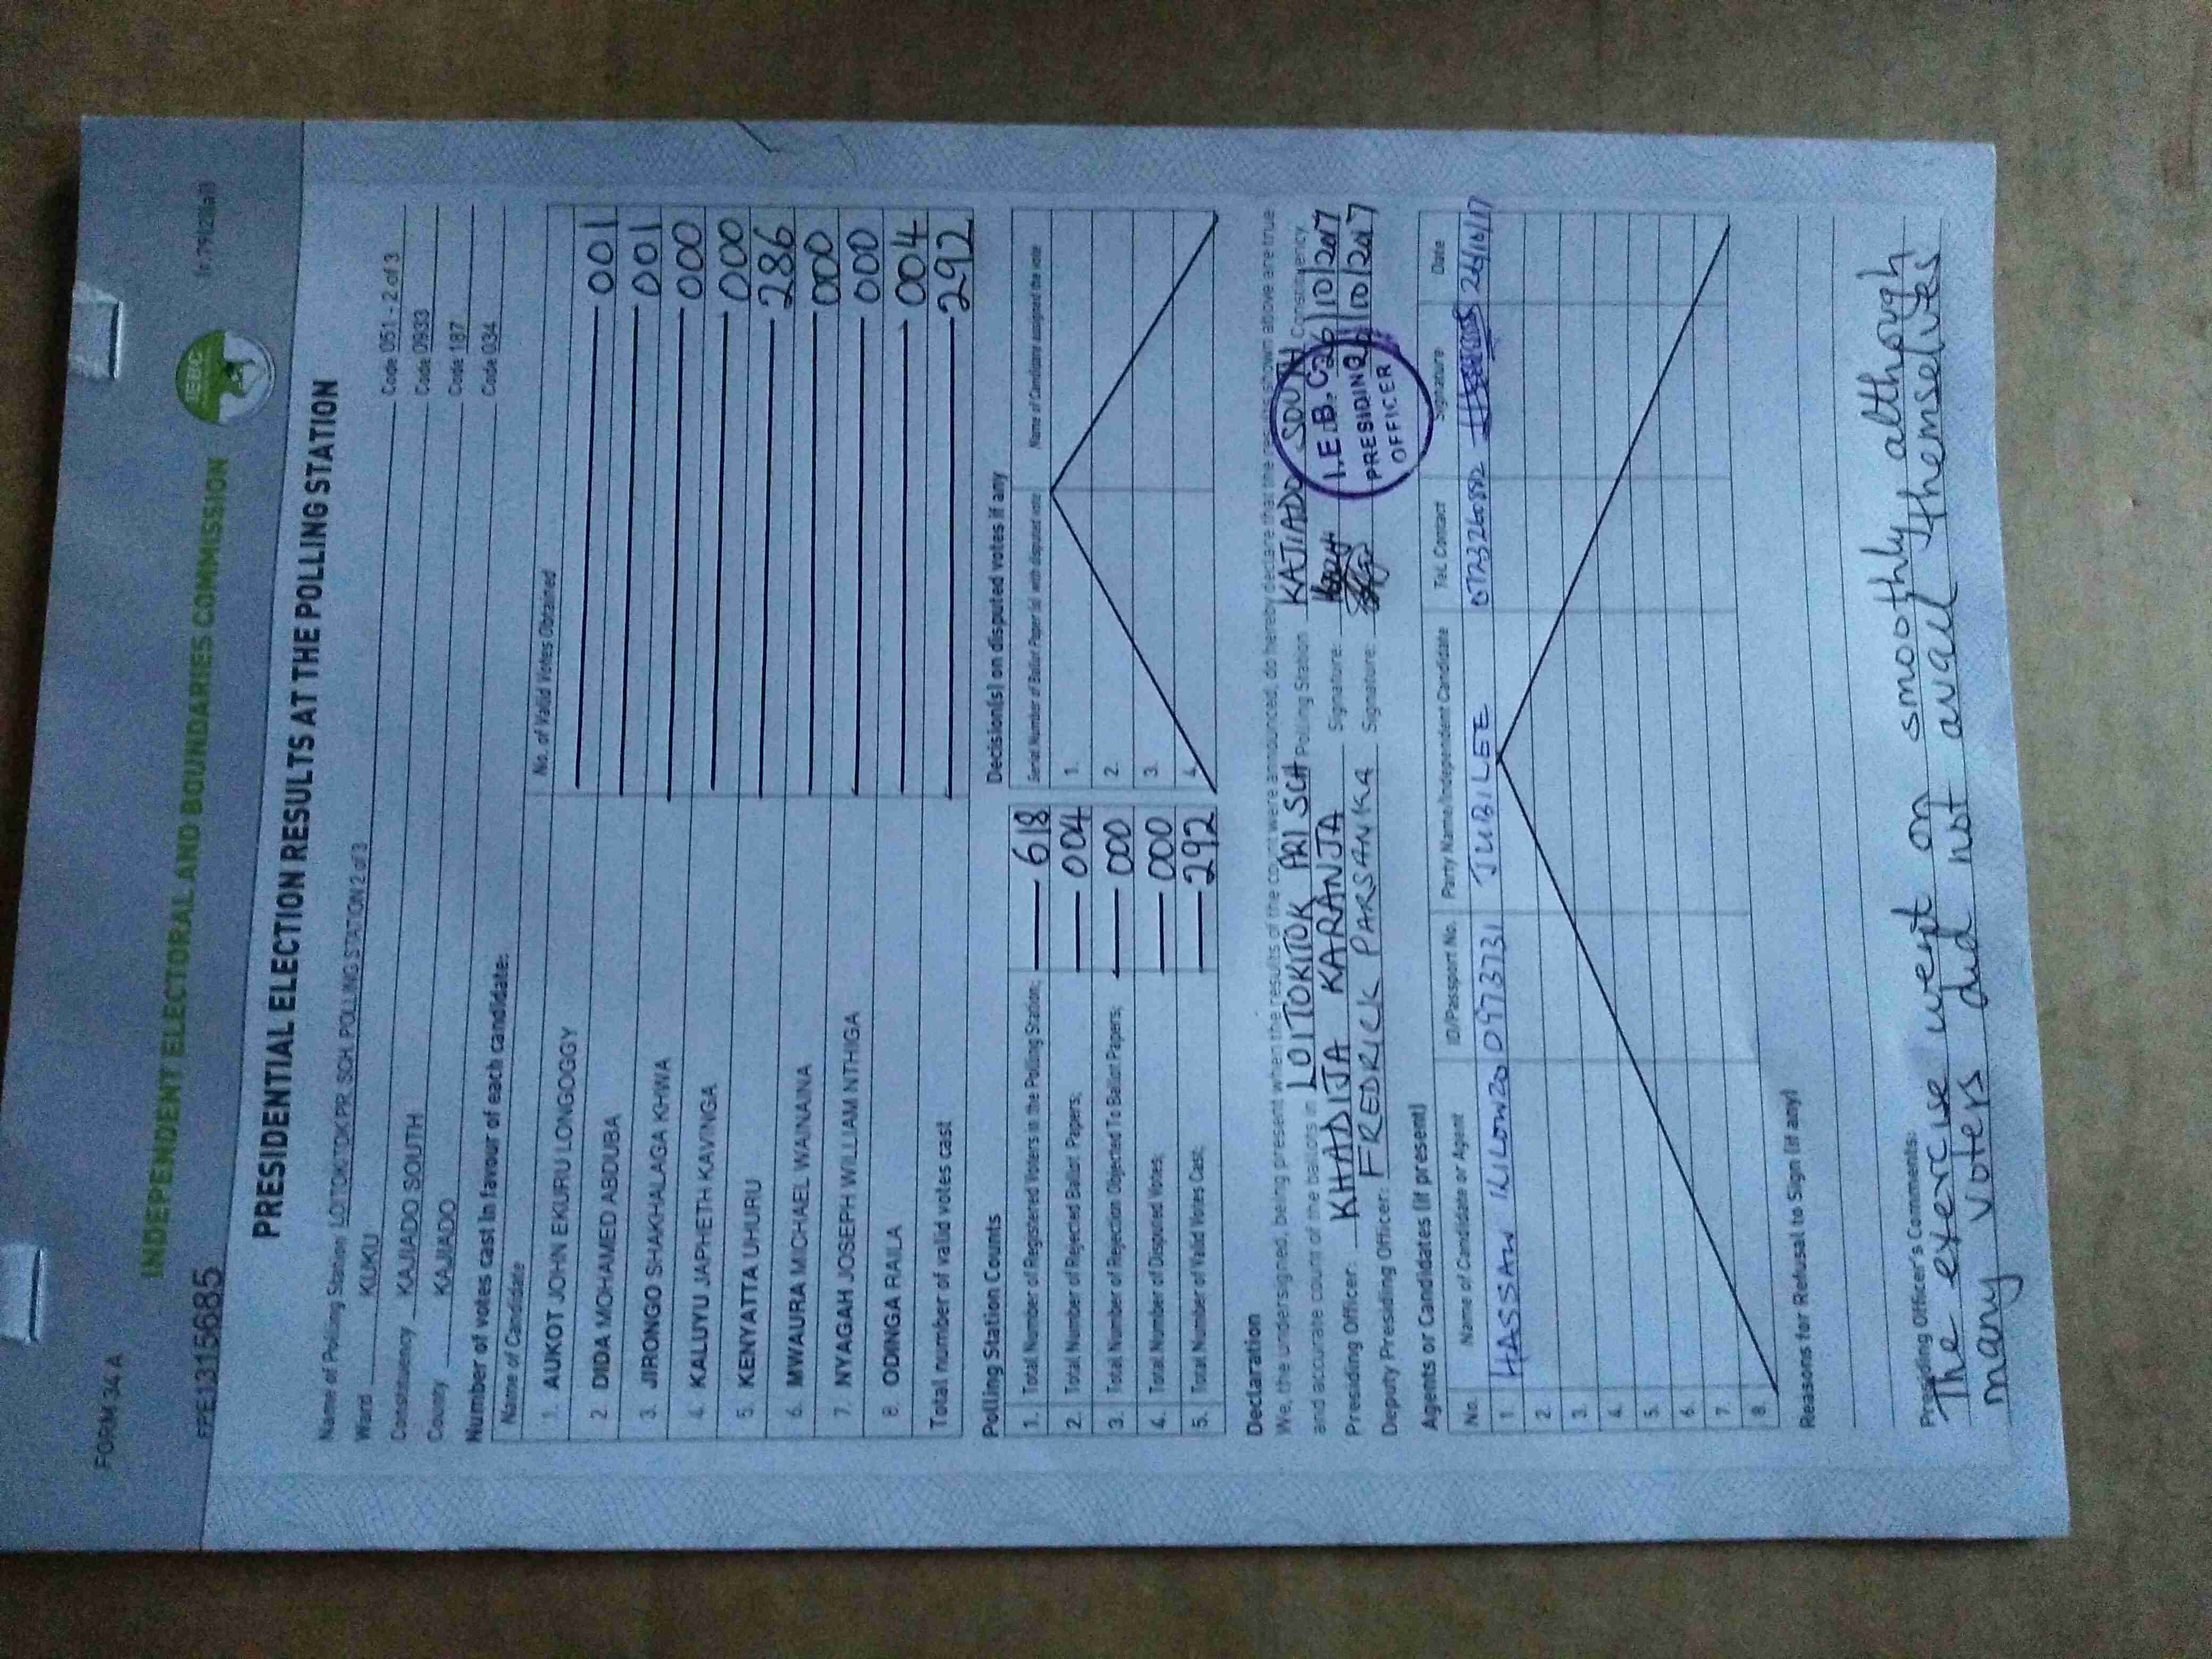 FORM 34 A
INDEPENDENT ELECTORAL AND BOUNDARIES COMMISSION
IEBC
PRESIDENTIAL ELECTION RESULTS AT THE POLLING STATION
Name of Polling Station LOITOKITOK PR. SCH. POLLING STATION 2 of 3 Code 051 - 2 of 3
Ward KUKU Code 0933
Constituency KAJIADO SOUTH Code 187
County KAJIADO Code 034
Number of votes cast in favour of each candidate:
Name of Candidate No. of Valid Votes Obtained
1. AUKOT JOHN EKURU LONGOGGY 001
2. DIDA MOHAMED ABDUBA 001
3. JIRONGO SHAKHALAGA KHWA 000
4. KALUYU JAPHETH KAVINGA 000
5. KENYATTA UHURU 286
6. MWAURA MICHAEL WAINAINA 000
7. NYAGAH JOSEPH WILLIAM NTHIGA 000
8. ODINGA RAILA 004
Total number of valid votes cast 292
Polling Station Counts
1. Total Number of Registered Voters in the Polling Station; 618
2. Total Number of Rejected Ballot Papers; 004
3. Total Number of Rejection Objected To Ballot Papers; 000
4. Total Number of Disputed Votes; 000
5. Total Number of Valid Votes Cast; 292
Decision(s) on disputed votes if any
Serial Number of Ballot Paper (s) with disputed vote Name of Candidate assigned the vote
1.
2.
3.
4.
Declaration
We, the undersigned, being present when the results of the count were announced, do hereby declare that the results shown above are true
and accurate count of the ballots in LOITOKITOK PRI SCH Polling Station KAJIADO SOUTH Constituency.
Presiding Officer: KHADIJA KARANJA Signature: 26/10/2017
Deputy Presiding Officer: FREDRICK PARSANKA Signature: 10/2017
I.E.B.C
PRESIDING
OFFICER
Agents or Candidates (if present)
No. Name of Candidate or Agent ID/Passport No. Party Name/Independent Candidate Tel. Contact Signature Date
1. HASSAN JUBILEE
2.
3.
4.
5.
6.
7.
8.
Reasons for Refusal to Sign (if any)
Presiding Officer's Comments:
The exercise went on smoothly although
many voters did not avail themselves